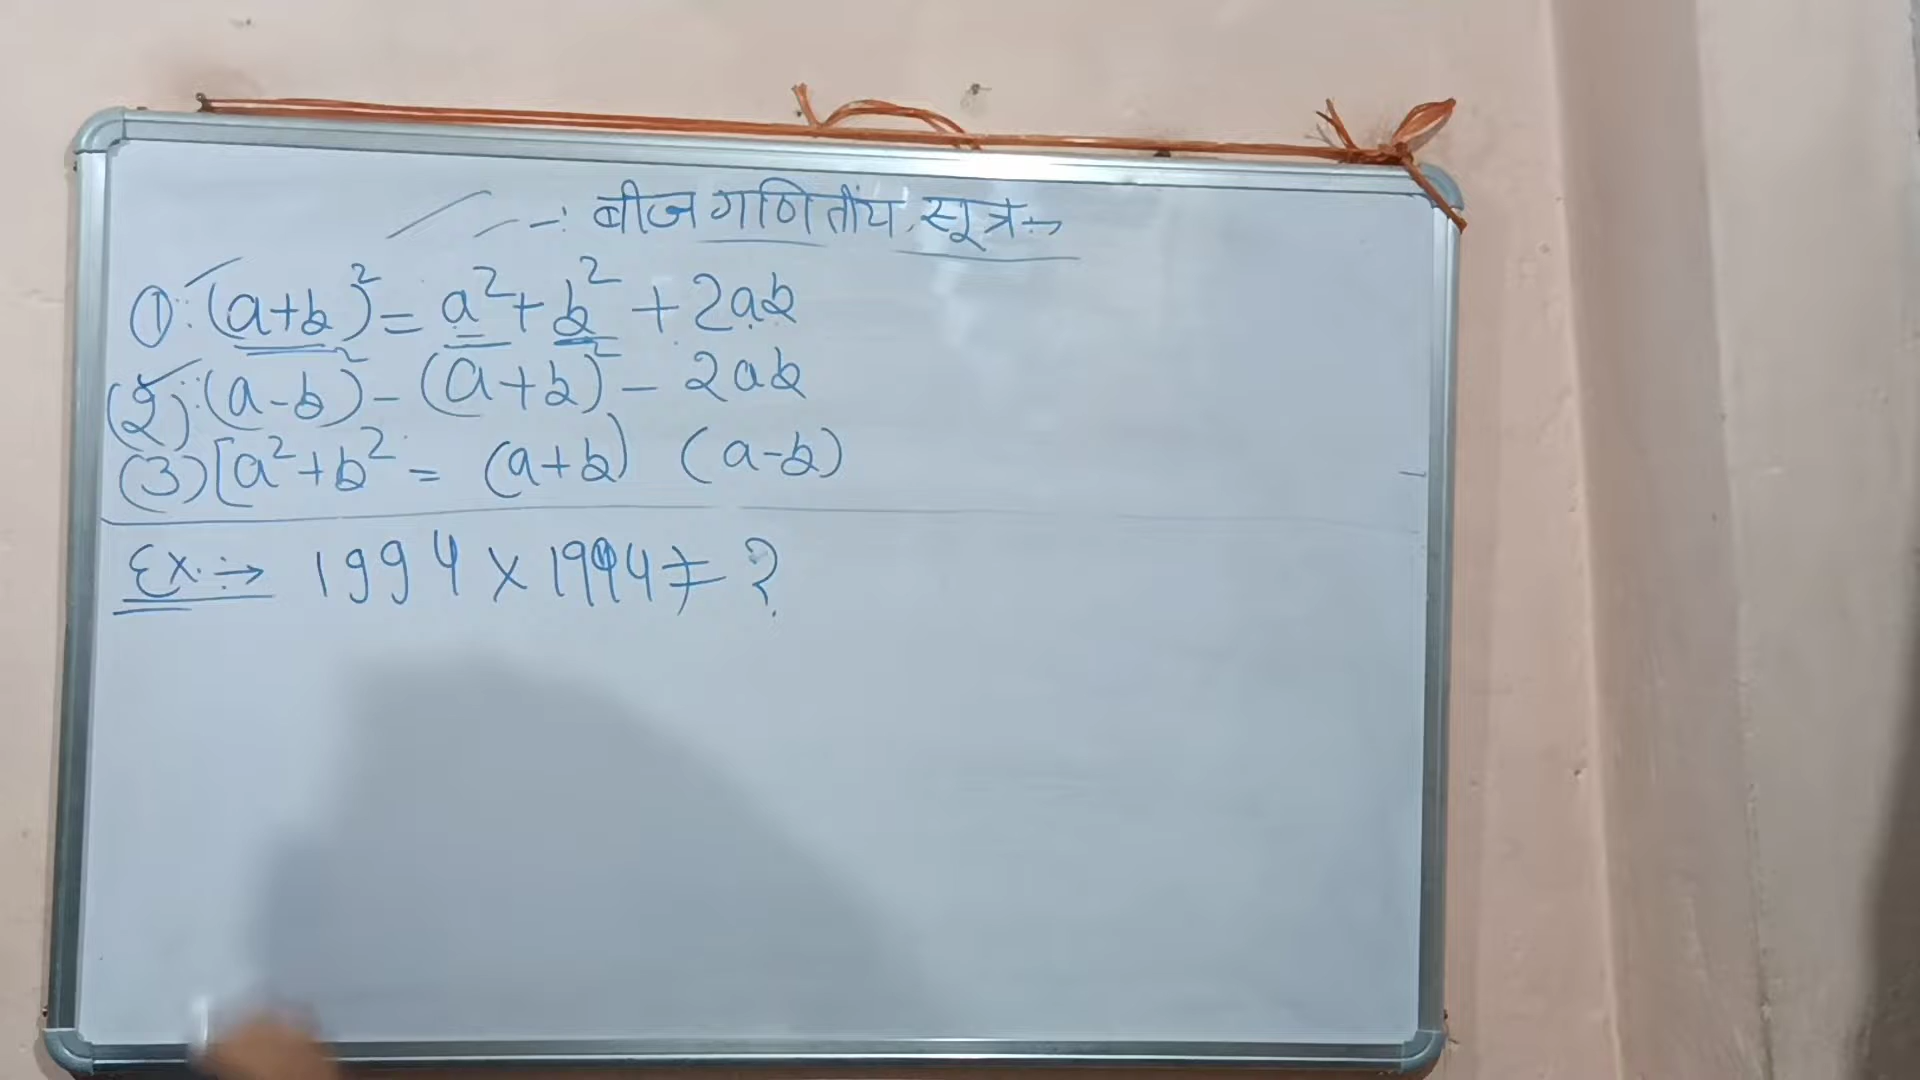 -: बीज गणितीय सूत्र :->
①: (a+b)² = a² + b² + 2ab
(2): (a-b)² - (a+b)² - 2ab
(3) [a²+b² = (a+b) (a-b)
Ex :-> 1994 × 1994 = ?